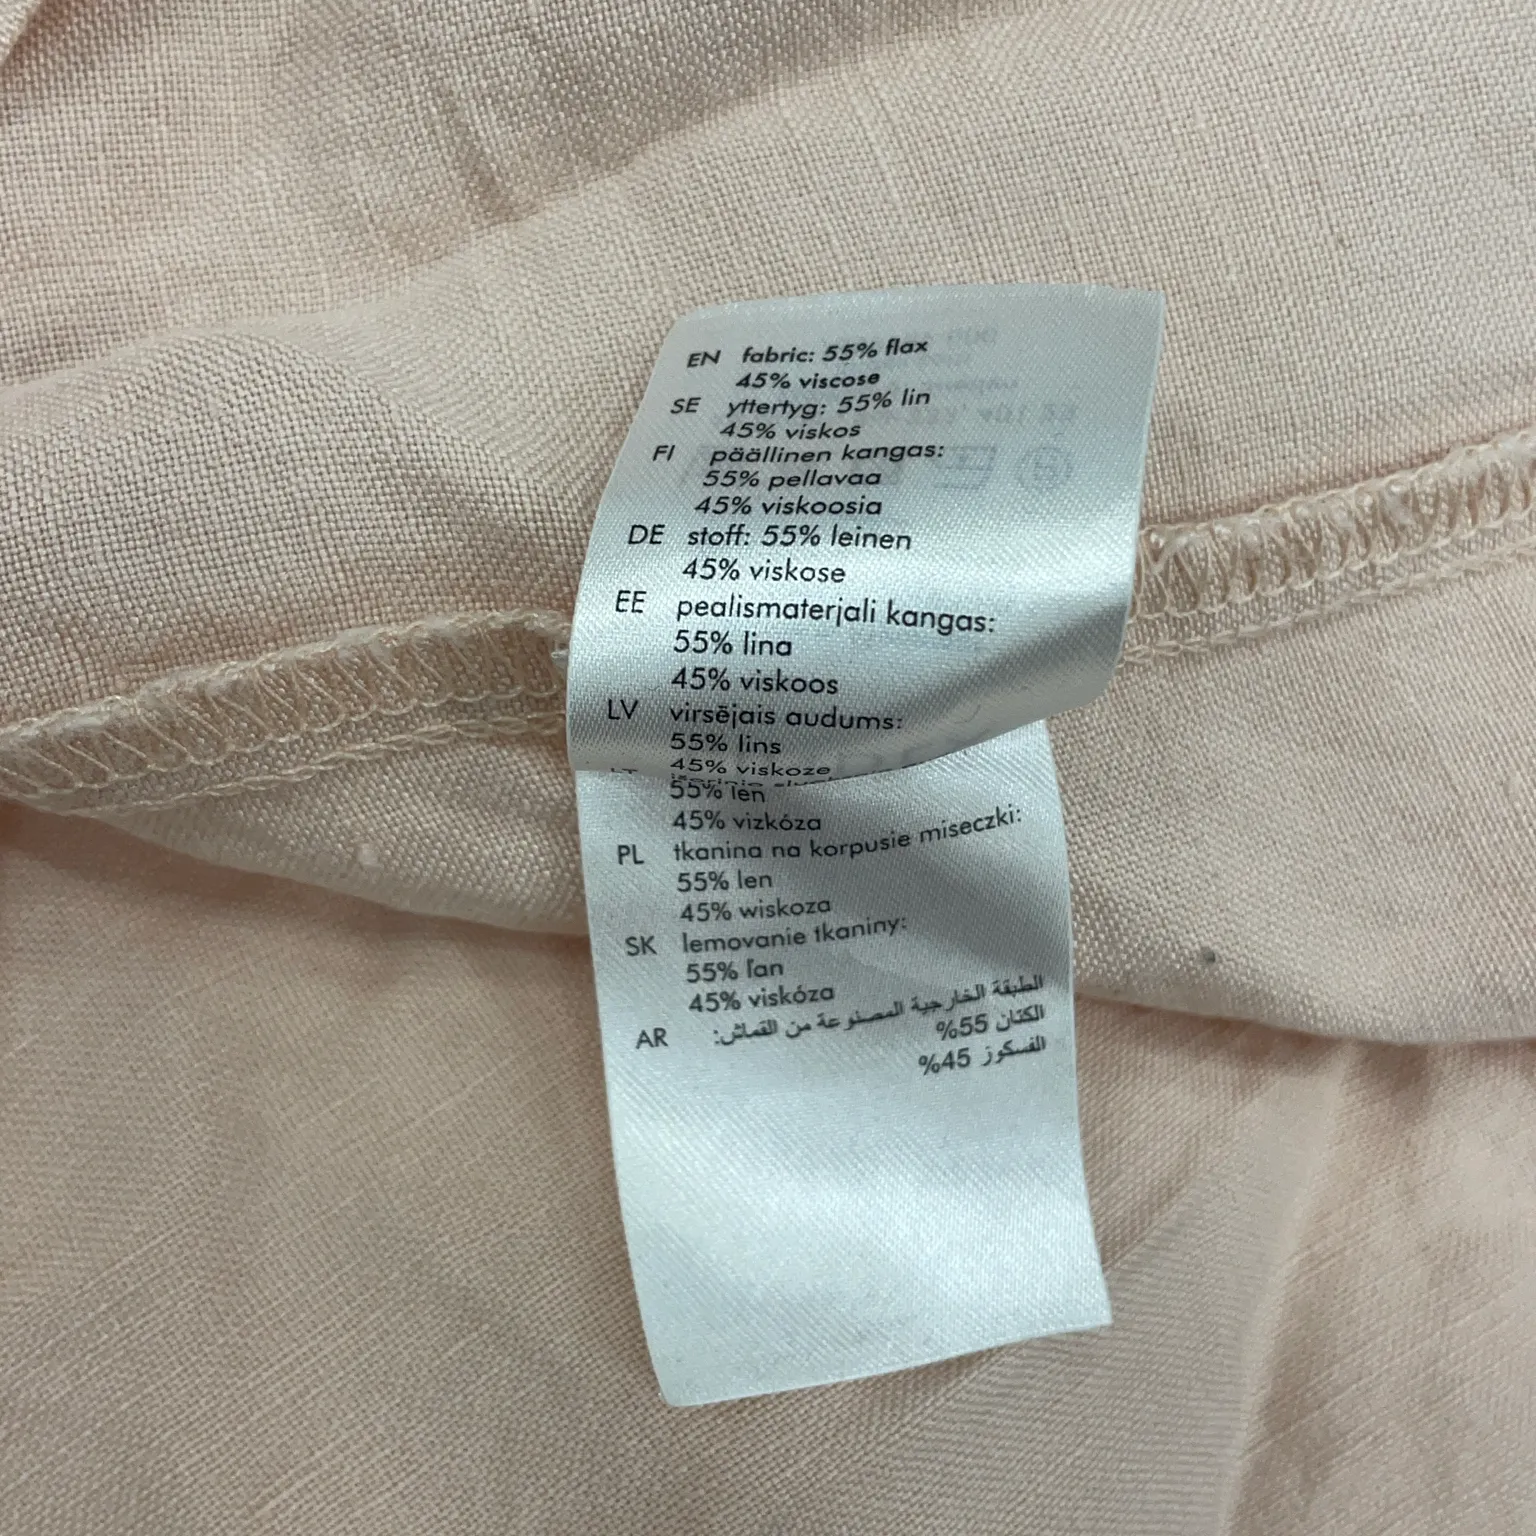 EN fabric: 55% flax
45% viscose
SE yttertyg: 55% lin
45% viskos
FI päällinen kangas:
55% pellavaa
45% viskoosia
DE stoff: 55% leinen
45% viskose
EE pealismaterjali kangas:
55% lina
45% viskoos
LV virsējais audums:
55% lins
45% viskoze
55% len
45% vizkóza
PL tkanina na korpusie miseczki:
55% len
45% wiskoza
SK lemovanie tkaniny:
55% ľan
45% viskóza
AR الطبقة الخارجية المصنوعة من القماش:
الكتان 55%
الفسكوز 45%